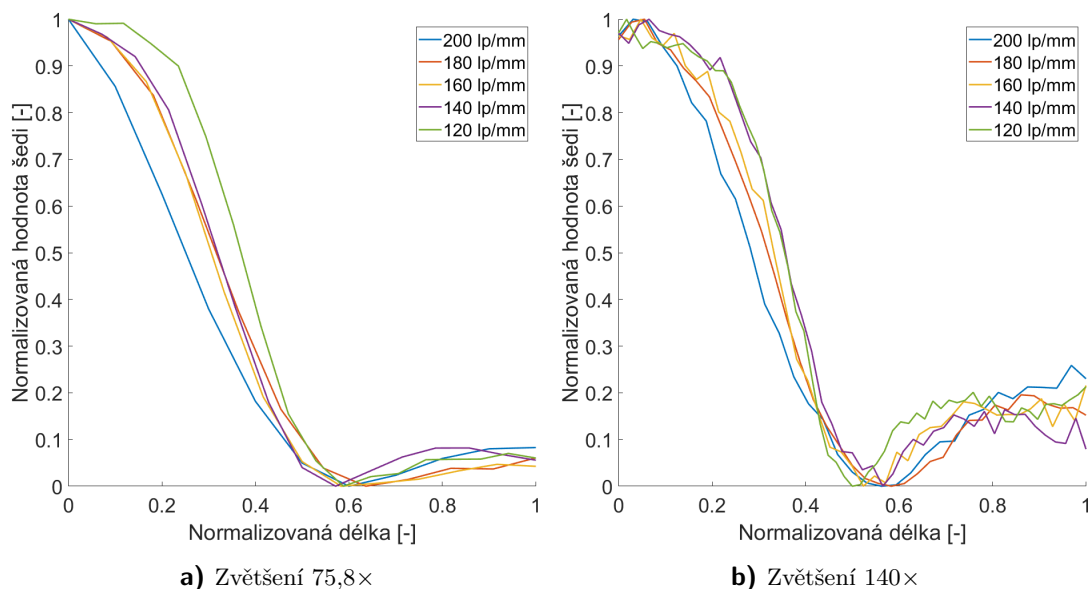 1
0.9
0.8
0.7
0.6
0.5
0.4
0.3
0.2
0.1
0
Normalizovaná hodnota šedi [-]
200 lp/mm
180 lp/mm
160 lp/mm
140 lp/mm
120 lp/mm
0 0.2 0.4 0.6 0.8 1
Normalizovaná délka [-]
a) Zvětšení 75,8×
1
0.9
0.8
0.7
0.6
0.5
0.4
0.3
0.2
0.1
0
Normalizovaná hodnota šedi [-]
200 lp/mm
180 lp/mm
160 lp/mm
140 lp/mm
120 lp/mm
0 0.2 0.4 0.6 0.8 1
Normalizovaná délka [-]
b) Zvětšení 140×